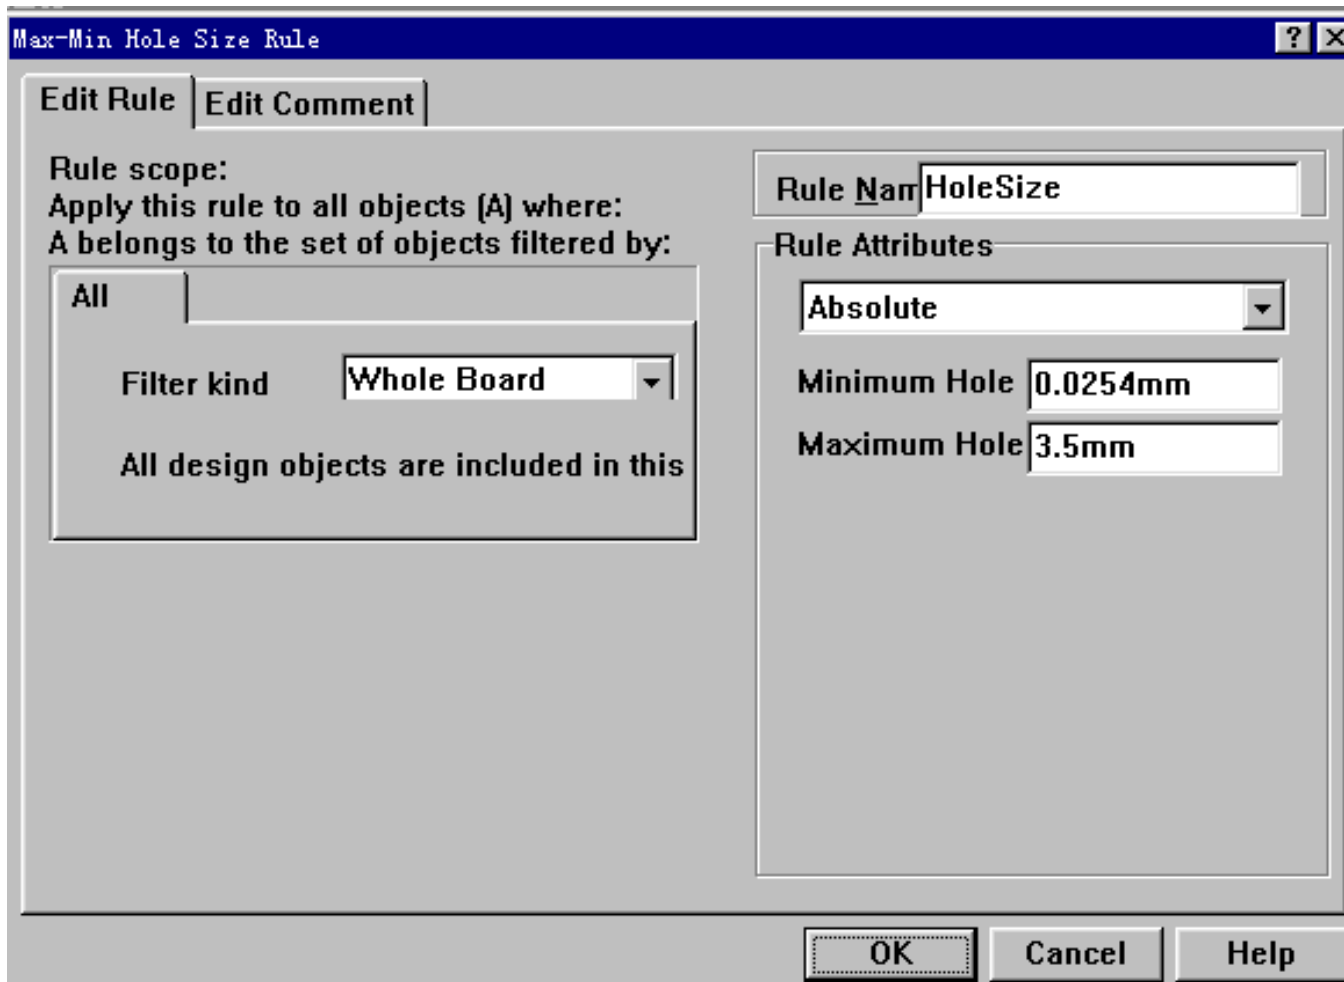 Max-Min Hole Size Rule
Edit Rule
Edit Comment
Rule scope:
Apply this rule to all objects (A) where:
A belongs to the set of objects filtered by:
All
Filter kind
Whole Board
All design objects are included in this
Rule Nam
HoleSize
Rule Attributes
Absolute
Minimum Hole
0.0254mm
Maximum Hole
3.5mm
OK
Cancel
Help